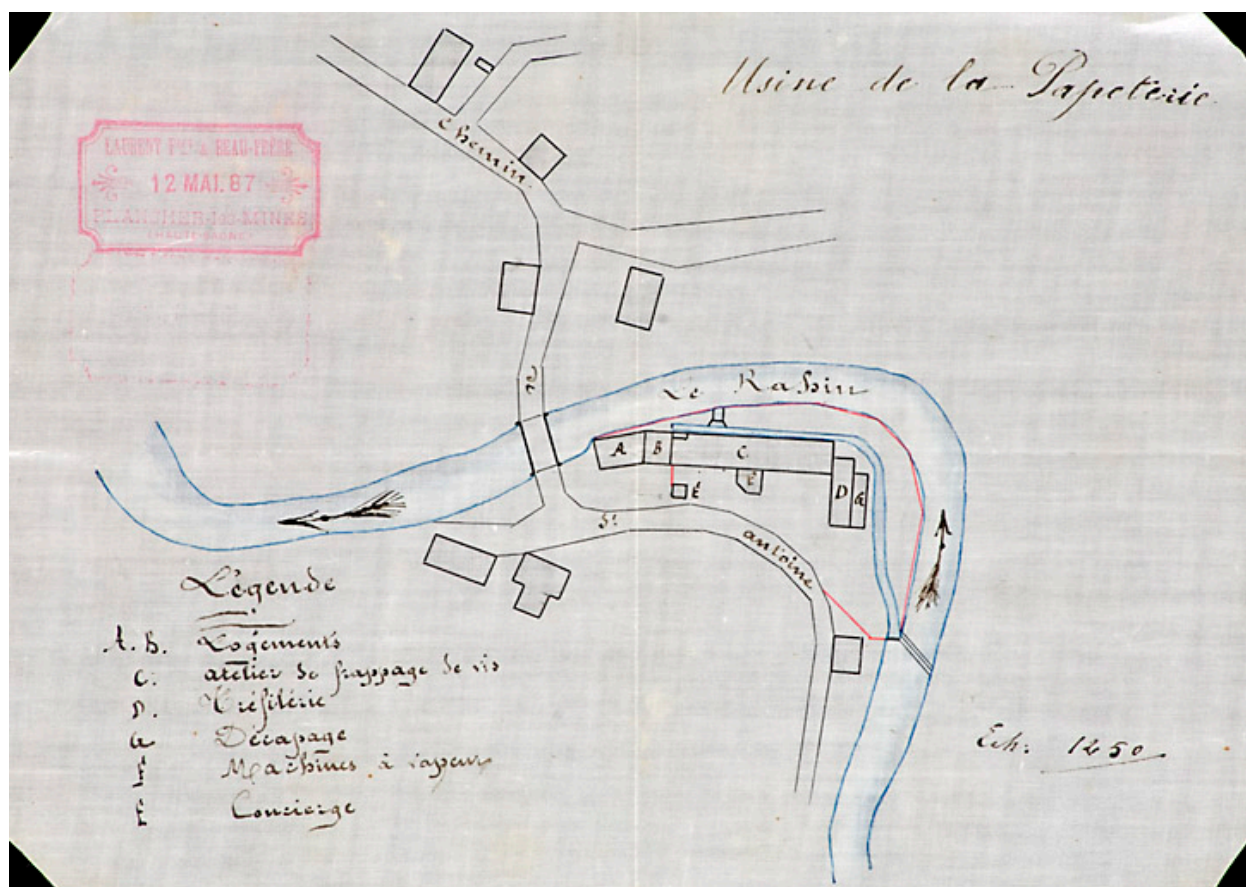 Usine de la Papeterie
LAURENT Fres & BEAU-FRÈRE
12 MAI. 87
PLANCHER-les-MINES
(HAUTE-SAÔNE)
Chemin
de
Le Rahin
A
B
C
É
D
G
St
antoine
Légende
A. B. Logements
C. atelier de frappage de vis
D. Tréfilerie
G Décapage
Machines à vapeur
É Concierge
Ech: 1250